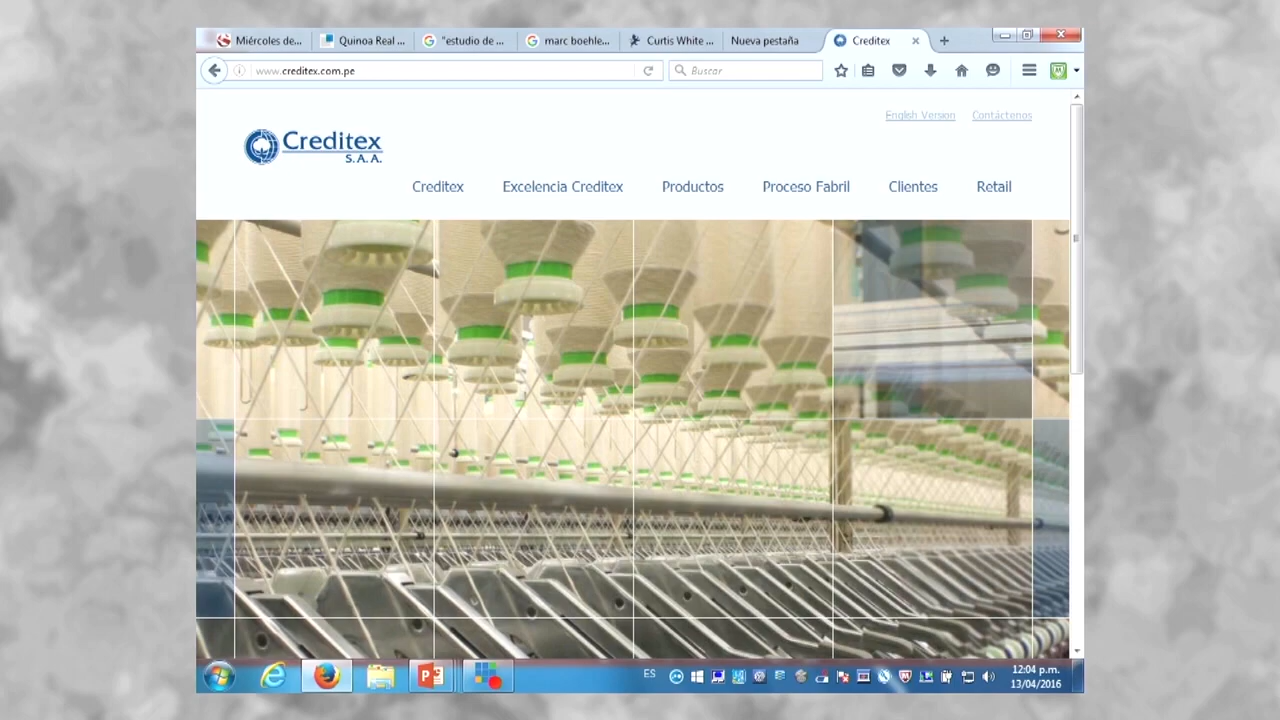 Miércoles de...
Quinoa Real ...
"estudio de ...
marc boehle...
Curtis White ...
Nueva pestaña
Creditex
www.creditex.com.pe
Buscar
English Version
Contáctenos
Creditex
S.A.A.
Creditex
Excelencia Creditex
Productos
Proceso Fabril
Clientes
Retail
ES
12:04 p.m.
13/04/2016